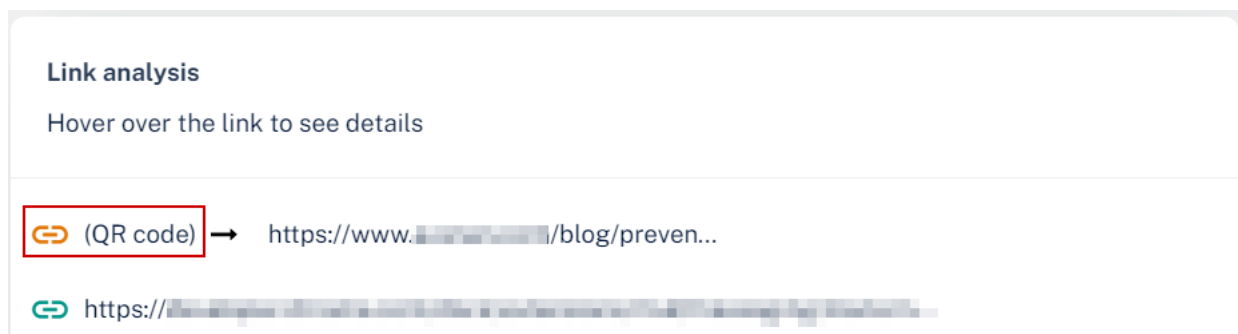 Link analysis
Hover over the link to see details
(QR code) → https://www. /blog/preven...
https://